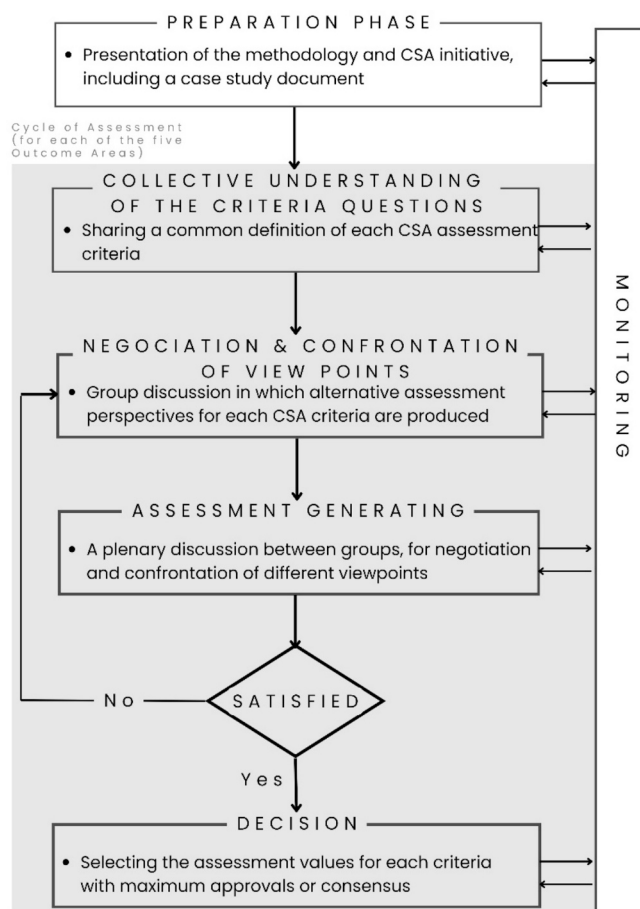 PREPARATION PHASE
• Presentation of the methodology and CSA initiative,
including a case study document
Cycle of Assessment
(for each of the five
Outcome Areas)
COLLECTIVE UNDERSTANDING
OF THE CRITERIA QUESTIONS
• Sharing a common definition of each CSA assessment
criteria
NEGOCIATION & CONFRONTATION
OF VIEW POINTS
• Group discussion in which alternative assessment
perspectives for each CSA criteria are produced
ASSESSMENT GENERATING
• A plenary discussion between groups, for negotiation
and confrontation of different viewpoints
SATISFIED
No
Yes
DECISION
• Selecting the assessment values for each criteria
with maximum approvals or consensus
MONITORING